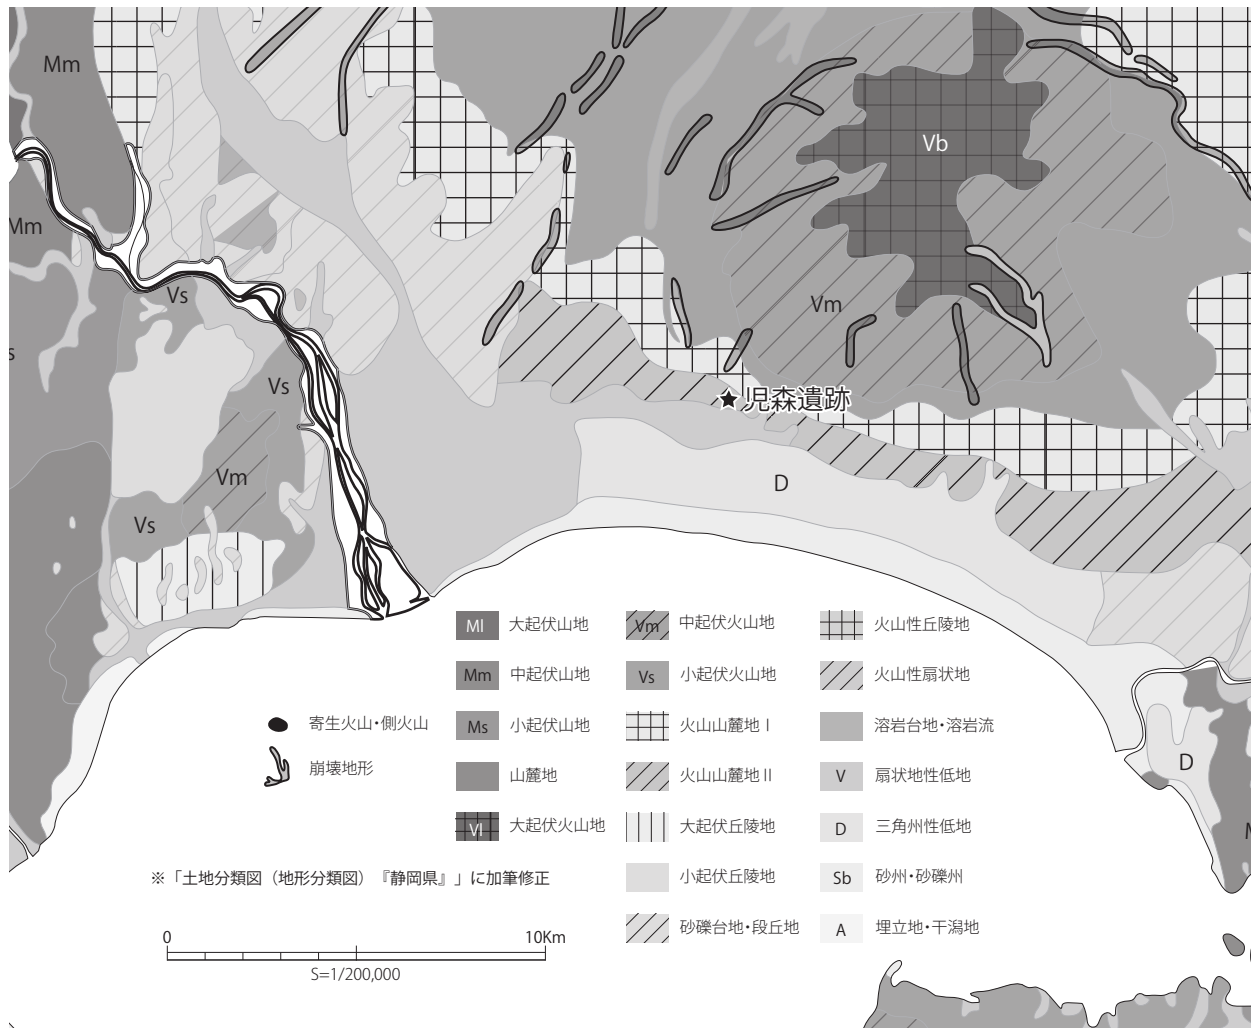 Mm
Vb
Mm
Vs
Vm
s
Vs
★児森遺跡
Vm
D
Vs
Ml 大起伏山地
Vm 中起伏火山地
火山性丘陵地
Mm 中起伏山地
Vs 小起伏火山地
火山性扇状地
寄生火山・側火山
Ms 小起伏山地
火山山麓地Ⅰ
溶岩台地・溶岩流
崩壊地形
山麓地
火山山麓地Ⅱ
V 扇状地性低地
D
Vl 大起伏火山地
大起伏丘陵地
D 三角州性低地
M
※「土地分類図（地形分類図）『静岡県』」に加筆修正
小起伏丘陵地
Sb 砂州・砂礫州
砂礫台地・段丘地
A 埋立地・干潟地
0 10Km
S=1/200,000